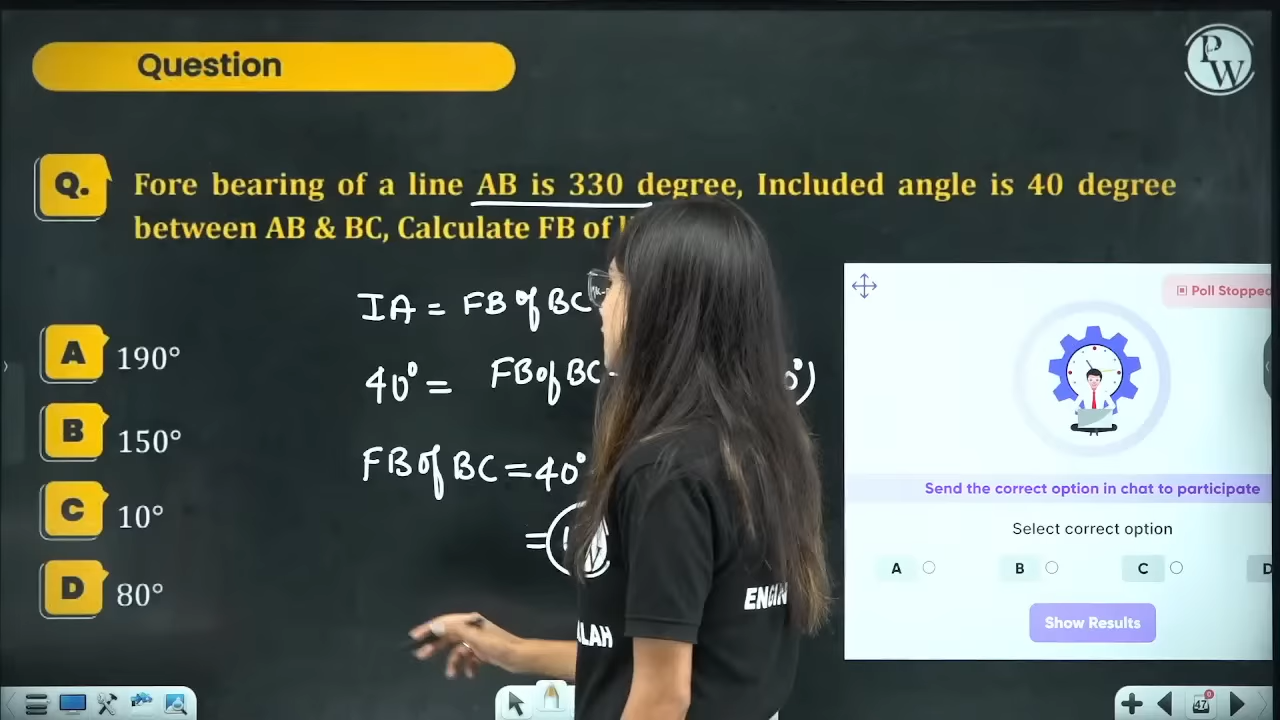 Question
PW
Q. Fore bearing of a line AB is 330 degree, Included angle is 40 degree
between AB & BC, Calculate FB of
IA = FB of BC
40° = FB of BC -
FB of BC = 40°
=
A 190°
B 150°
C 10°
D 80°
Poll Stopped
Send the correct option in chat to participate
Select correct option
A
B
C
D
Show Results
47